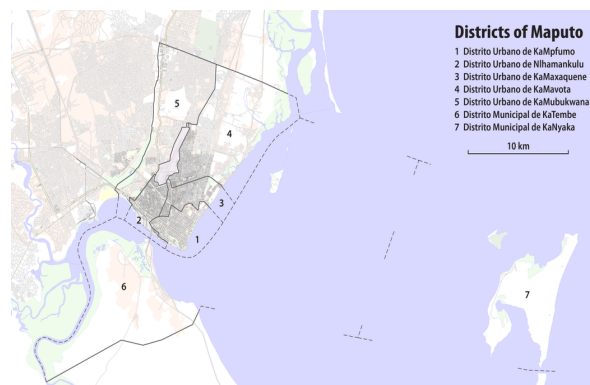 Districts of Maputo
1 Distrito Urbano de KaMpfumo
2 Distrito Urbano de Nlhamankulu
3 Distrito Urbano de KaMaxaquene
4 Distrito Urbano de KaMavota
5 Distrito Urbano de KaMubukwana
6 Distrito Municipal de KaTembe
7 Distrito Municipal de KaNyaka
10 km
5
4
3
2
1
6
7